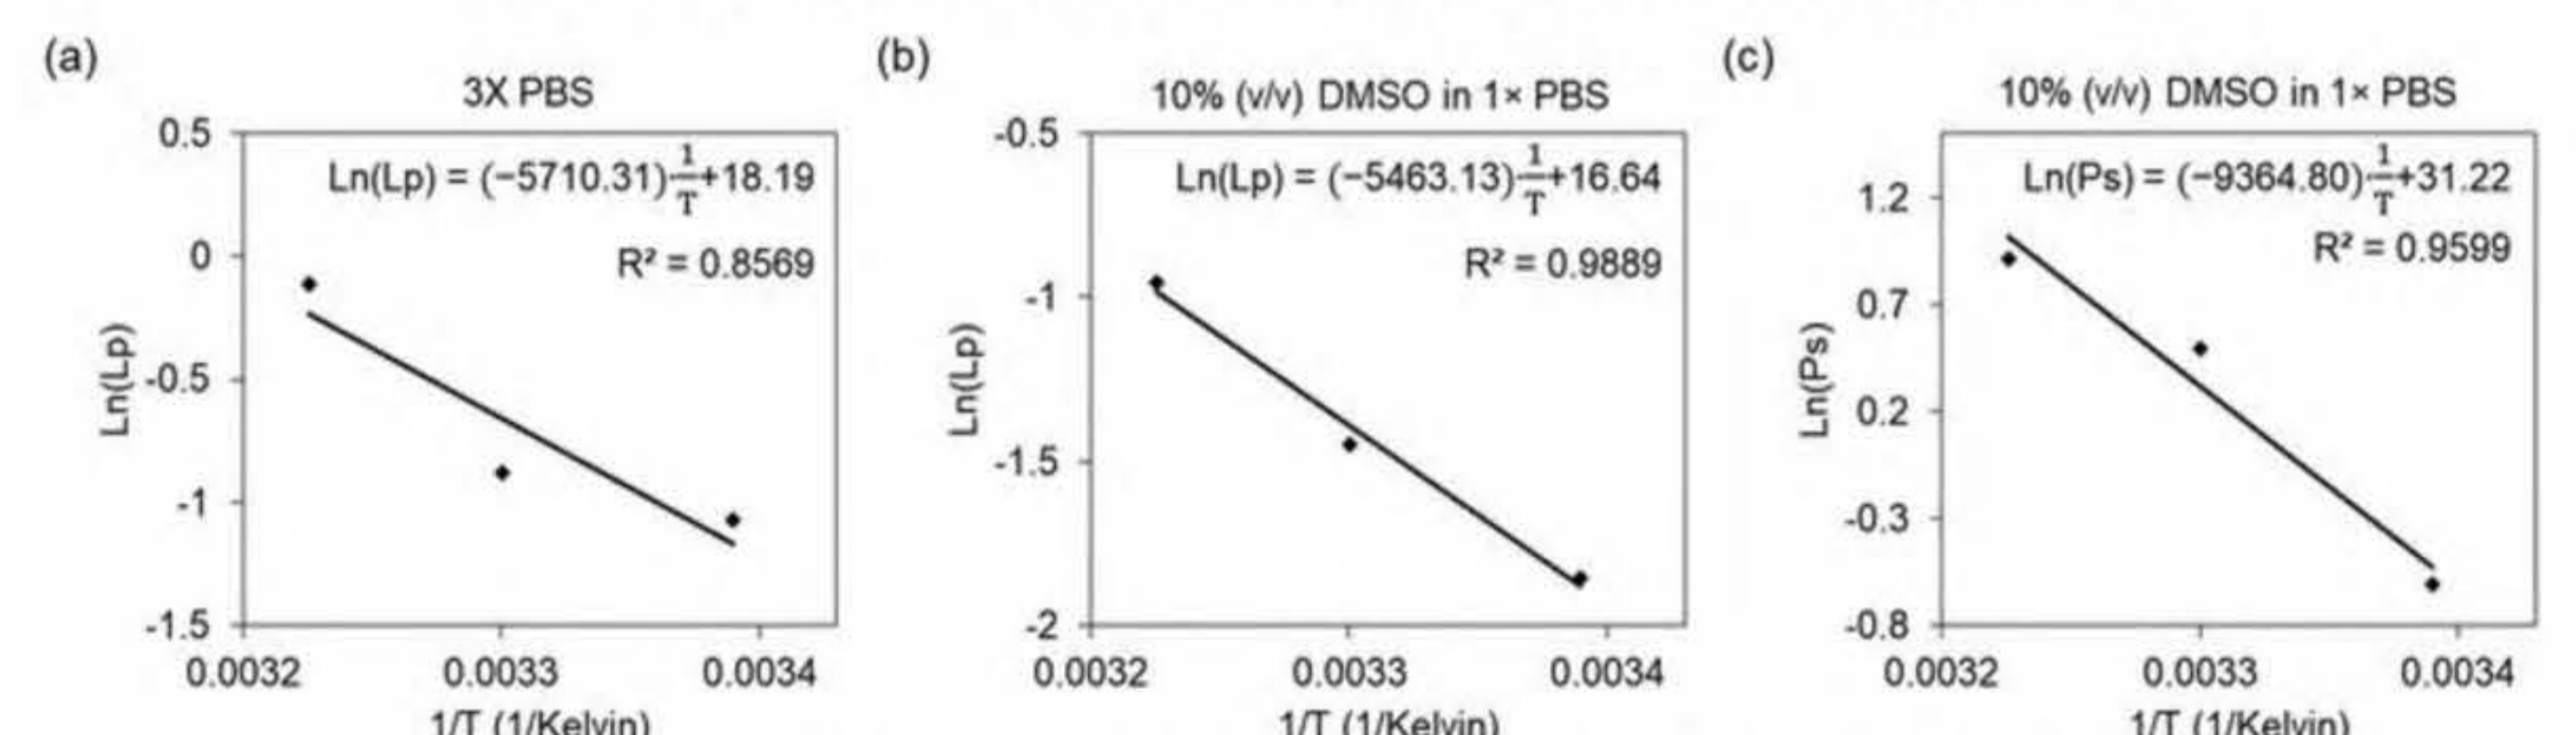 (a)
3X PBS
Ln(Lp) = (−5710.31)1/T+18.19
R² = 0.8569
0.5
0
-0.5
-1
-1.5
Ln(Lp)
0.0032 0.0033 0.0034
1/T (1/Kelvin)
(b)
10% (v/v) DMSO in 1× PBS
Ln(Lp) = (−5463.13)1/T+16.64
R² = 0.9889
-0.5
-1
-1.5
-2
Ln(Lp)
0.0032 0.0033 0.0034
1/T (1/Kelvin)
(c)
10% (v/v) DMSO in 1× PBS
Ln(Ps) = (−9364.80)1/T+31.22
R² = 0.9599
1.2
0.7
0.2
-0.3
-0.8
Ln(Ps)
0.0032 0.0033 0.0034
1/T (1/Kelvin)